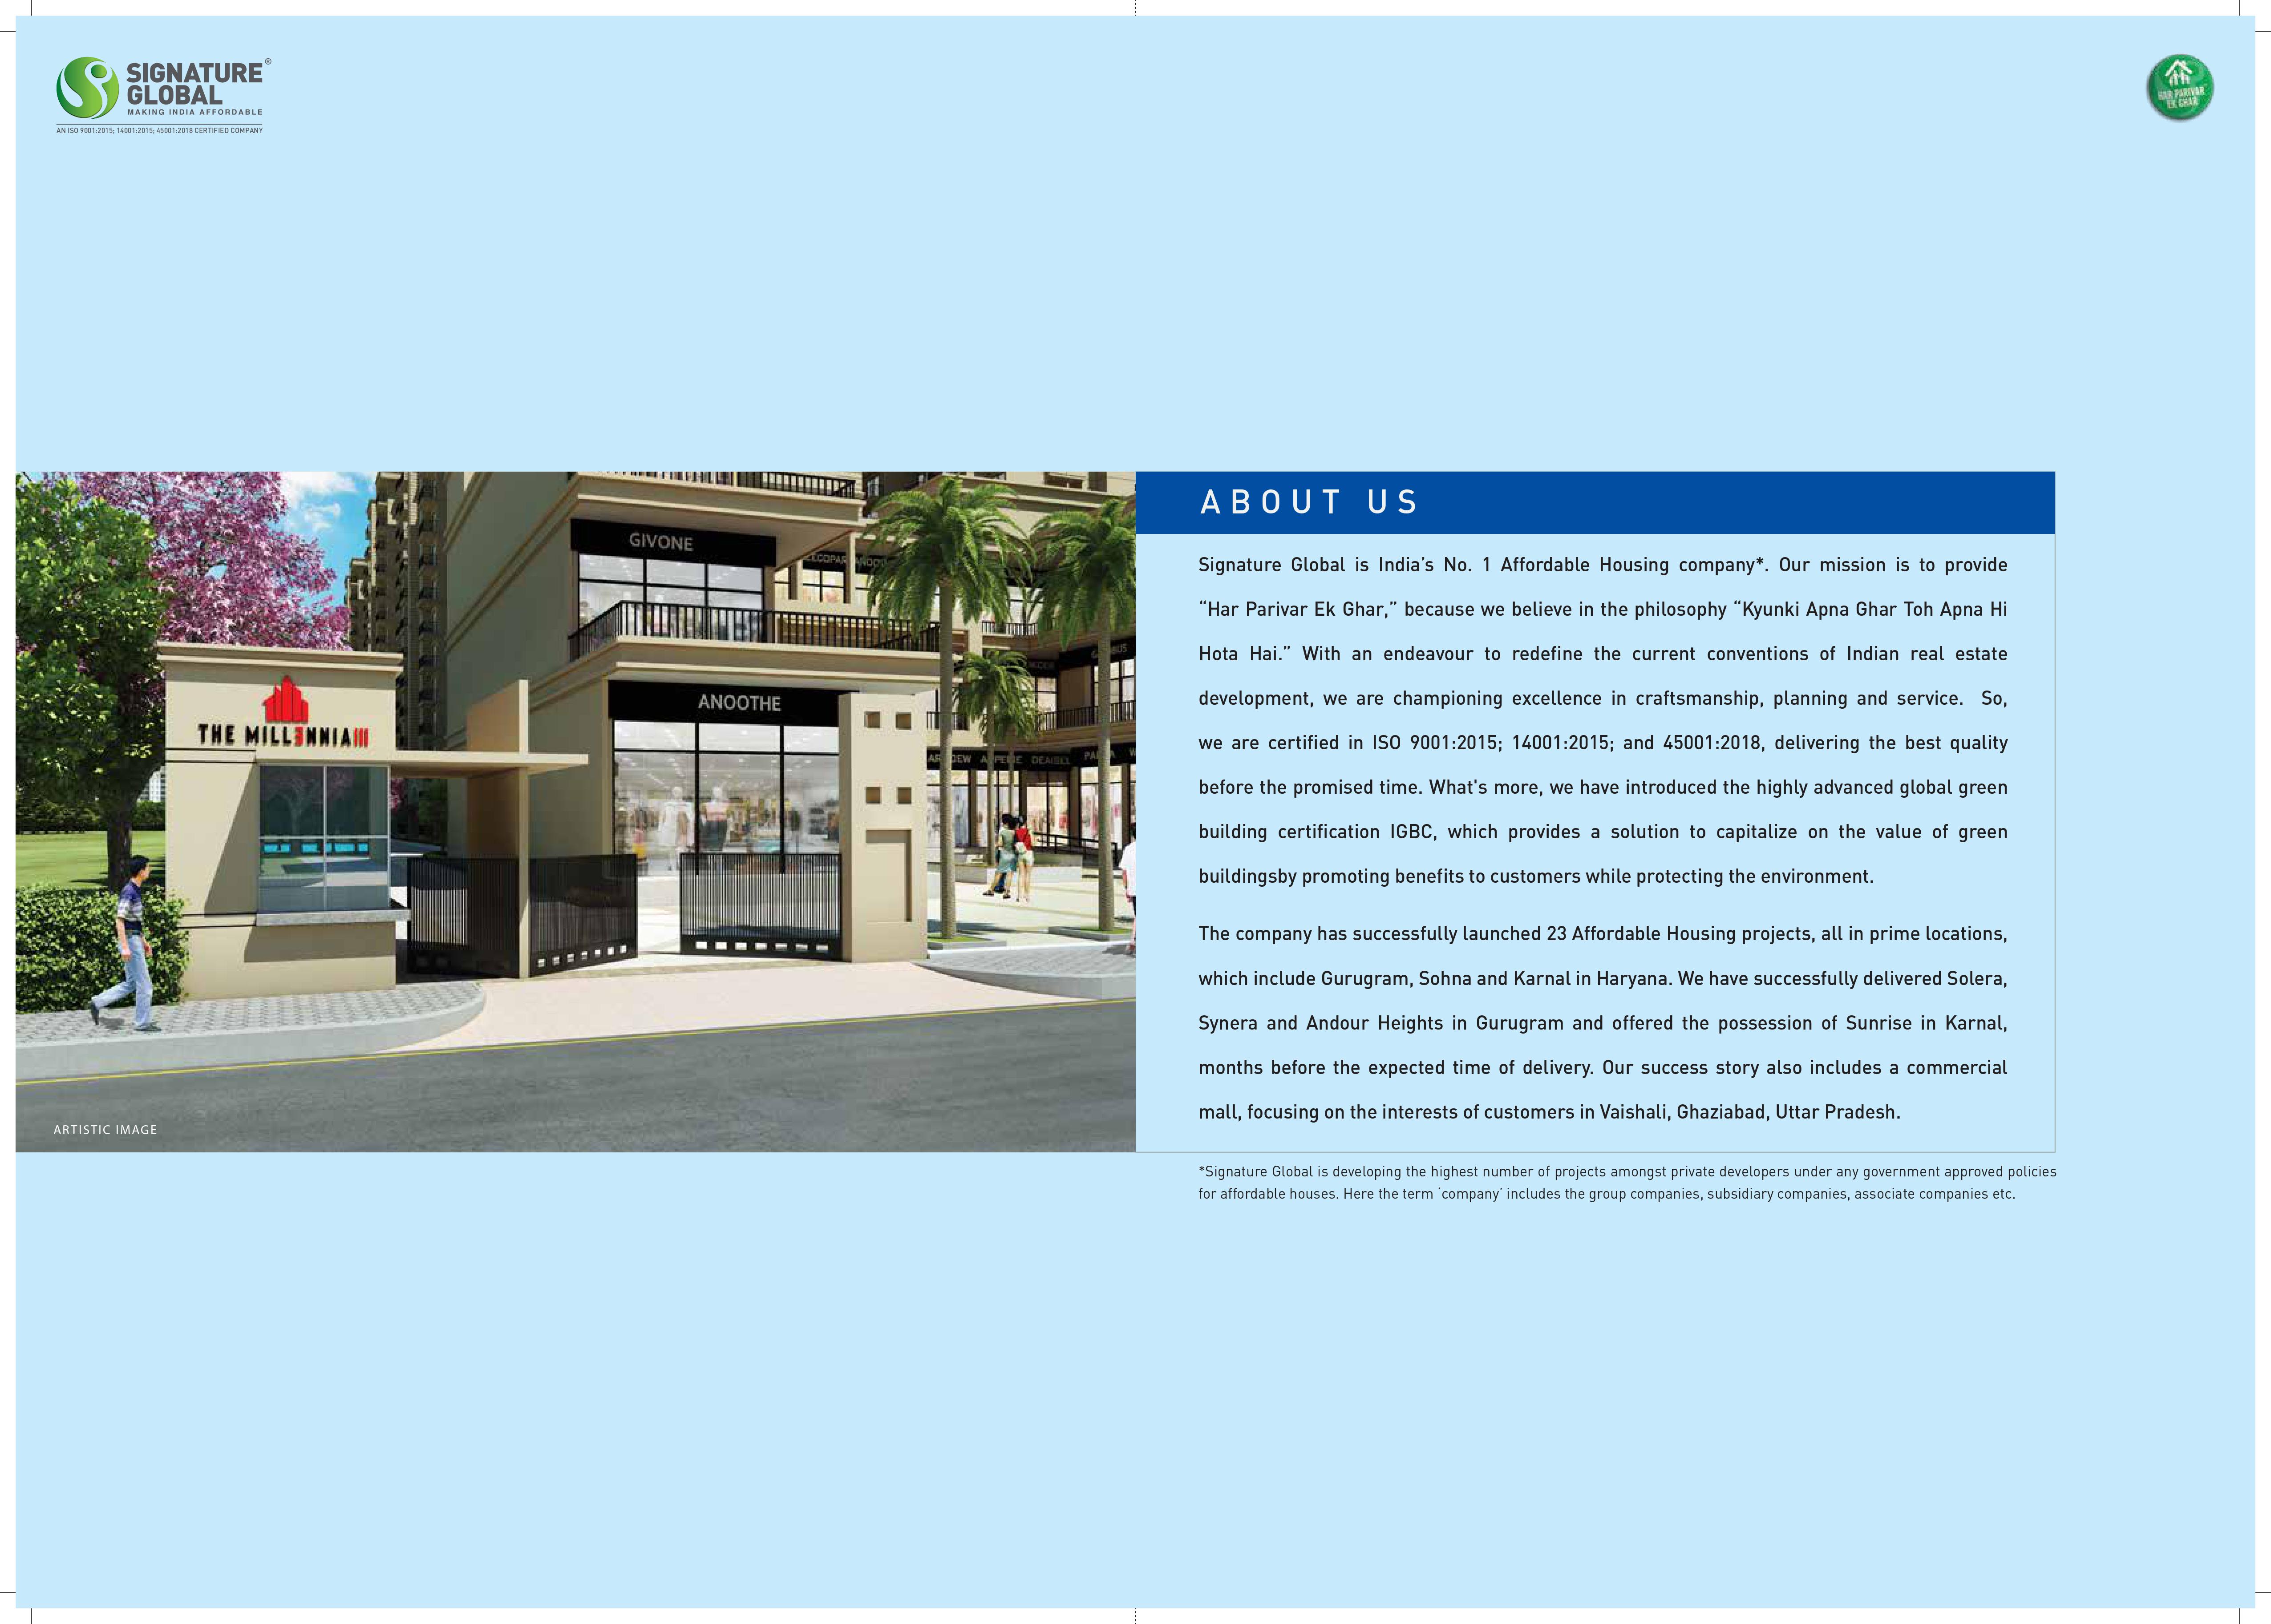 SIGNATURE®
GLOBAL
MAKING INDIA AFFORDABLE
AN ISO 9001:2015; 14001:2015; 45001:2018 CERTIFIED COMPANY
HAR PARIVAR
EK GHAR
GIVONE
ANOOTHE
THE MILLENNIAIII
DEAISEL
ARTISTIC IMAGE
ABOUT US
Signature Global is India’s No. 1 Affordable Housing company*. Our mission is to provide
“Har Parivar Ek Ghar,” because we believe in the philosophy “Kyunki Apna Ghar Toh Apna Hi
Hota Hai.” With an endeavour to redefine the current conventions of Indian real estate
development, we are championing excellence in craftsmanship, planning and service. So,
we are certified in ISO 9001:2015; 14001:2015; and 45001:2018, delivering the best quality
before the promised time. What's more, we have introduced the highly advanced global green
building certification IGBC, which provides a solution to capitalize on the value of green
buildingsby promoting benefits to customers while protecting the environment.
The company has successfully launched 23 Affordable Housing projects, all in prime locations,
which include Gurugram, Sohna and Karnal in Haryana. We have successfully delivered Solera,
Synera and Andour Heights in Gurugram and offered the possession of Sunrise in Karnal,
months before the expected time of delivery. Our success story also includes a commercial
mall, focusing on the interests of customers in Vaishali, Ghaziabad, Uttar Pradesh.
*Signature Global is developing the highest number of projects amongst private developers under any government approved policies
for affordable houses. Here the term ‘company’ includes the group companies, subsidiary companies, associate companies etc.